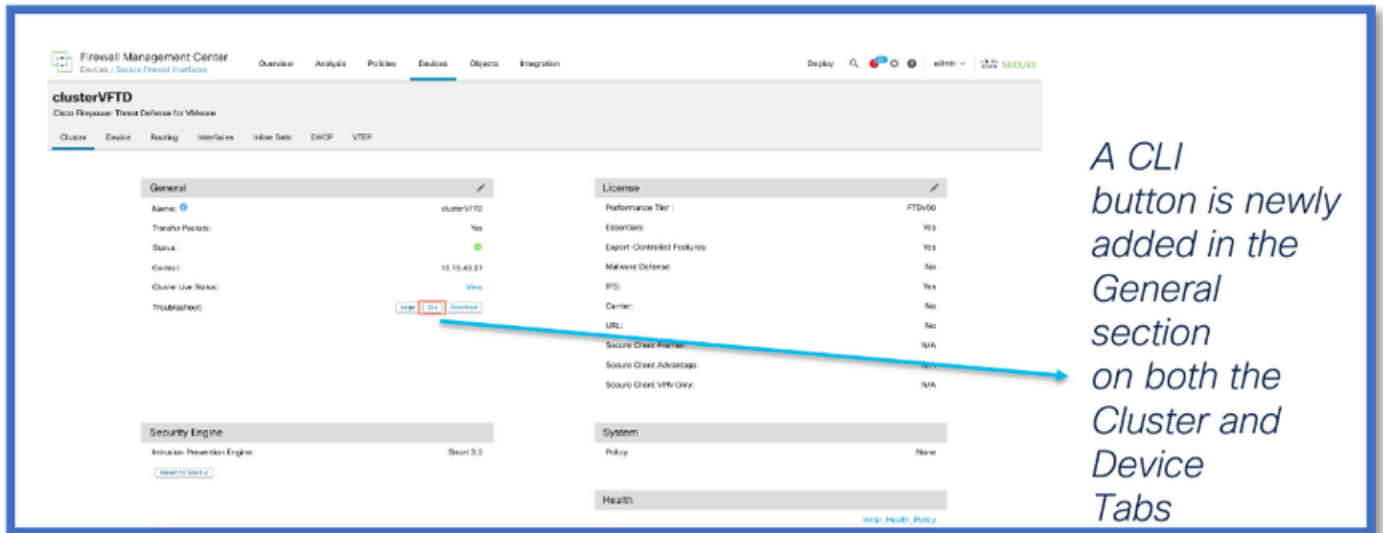 Firewall Management Center
Devices / Secure Firewall Interfaces
Overview Analysis Policies Devices Objects Integration
Deploy admin SECURE
clusterVFTD
Cisco Firepower Threat Defense for VMware
Cluster Device Routing Interfaces Inline Sets DHCP VTEP
General
Name: clusterVFTD
Transfer Packets: Yes
Status:
Control: 10.10.43.21
Cluster Live Status: View
Troubleshoot: Logs CLI Download
License
Performance Tier : FTDv50
Essentials: Yes
Export-Controlled Features: Yes
Malware Defense: No
IPS: Yes
Carrier: No
URL: No
Secure Client Premier: N/A
Secure Client Advantage: N/A
Secure Client VPN Only: N/A
Security Engine
Intrusion Prevention Engine: Snort 3.0
Revert to Snort 2
System
Policy: None
Health
Initial_Health_Policy
A CLI
button is newly
added in the
General
section
on both the
Cluster and
Device
Tabs